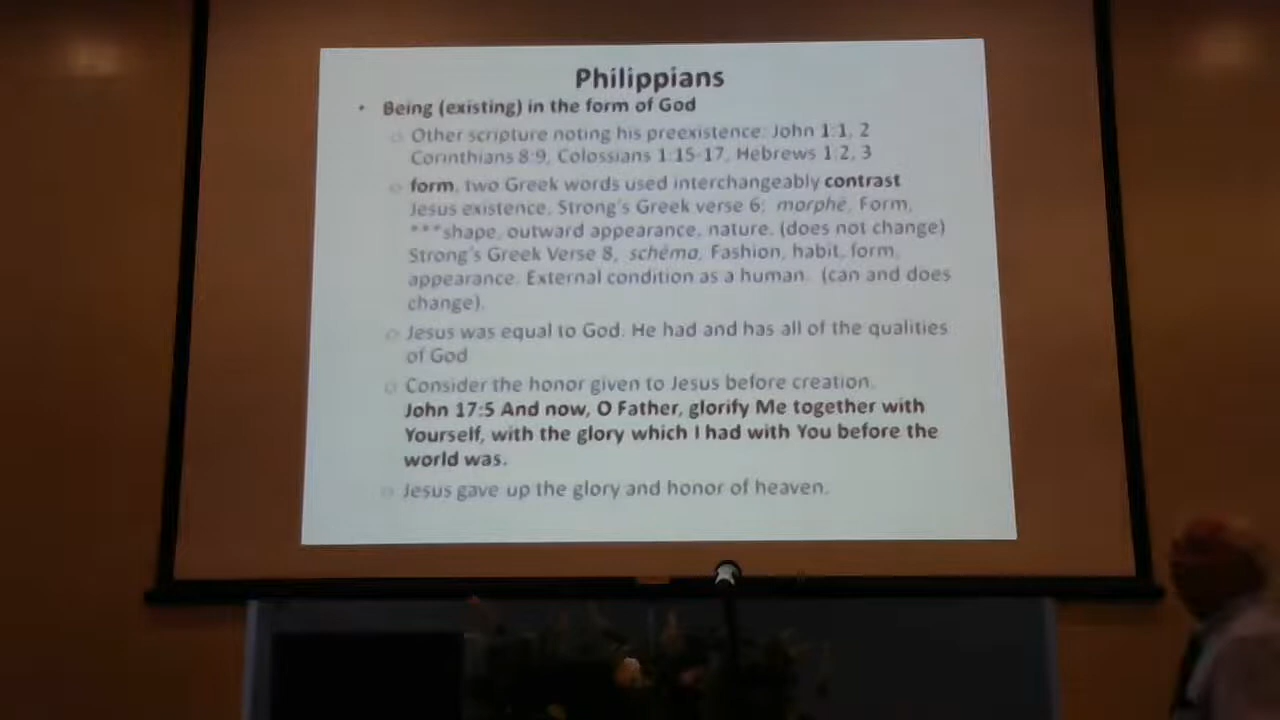 Philippians
• Being (existing) in the form of God
○ Other scripture noting his preexistence: John 1:1, 2
Corinthians 8:9, Colossians 1:15-17, Hebrews 1:2, 3
○ form, two Greek words used interchangeably contrast
Jesus existence. Strong's Greek verse 6: morphé, Form,
***shape, outward appearance, nature. (does not change)
Strong's Greek Verse 8, schéma, Fashion, habit, form,
appearance. External condition as a human. (can and does
change).
○ Jesus was equal to God. He had and has all of the qualities
of God
○ Consider the honor given to Jesus before creation.
John 17:5 And now, O Father, glorify Me together with
Yourself, with the glory which I had with You before the
world was.
○ Jesus gave up the glory and honor of heaven.